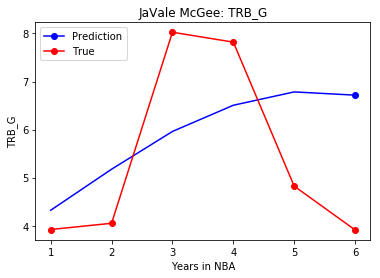 JaVale McGee: TRB_G
Prediction
True
8
7
6
5
4
TRB_G
1 2 3 4 5 6
Years in NBA